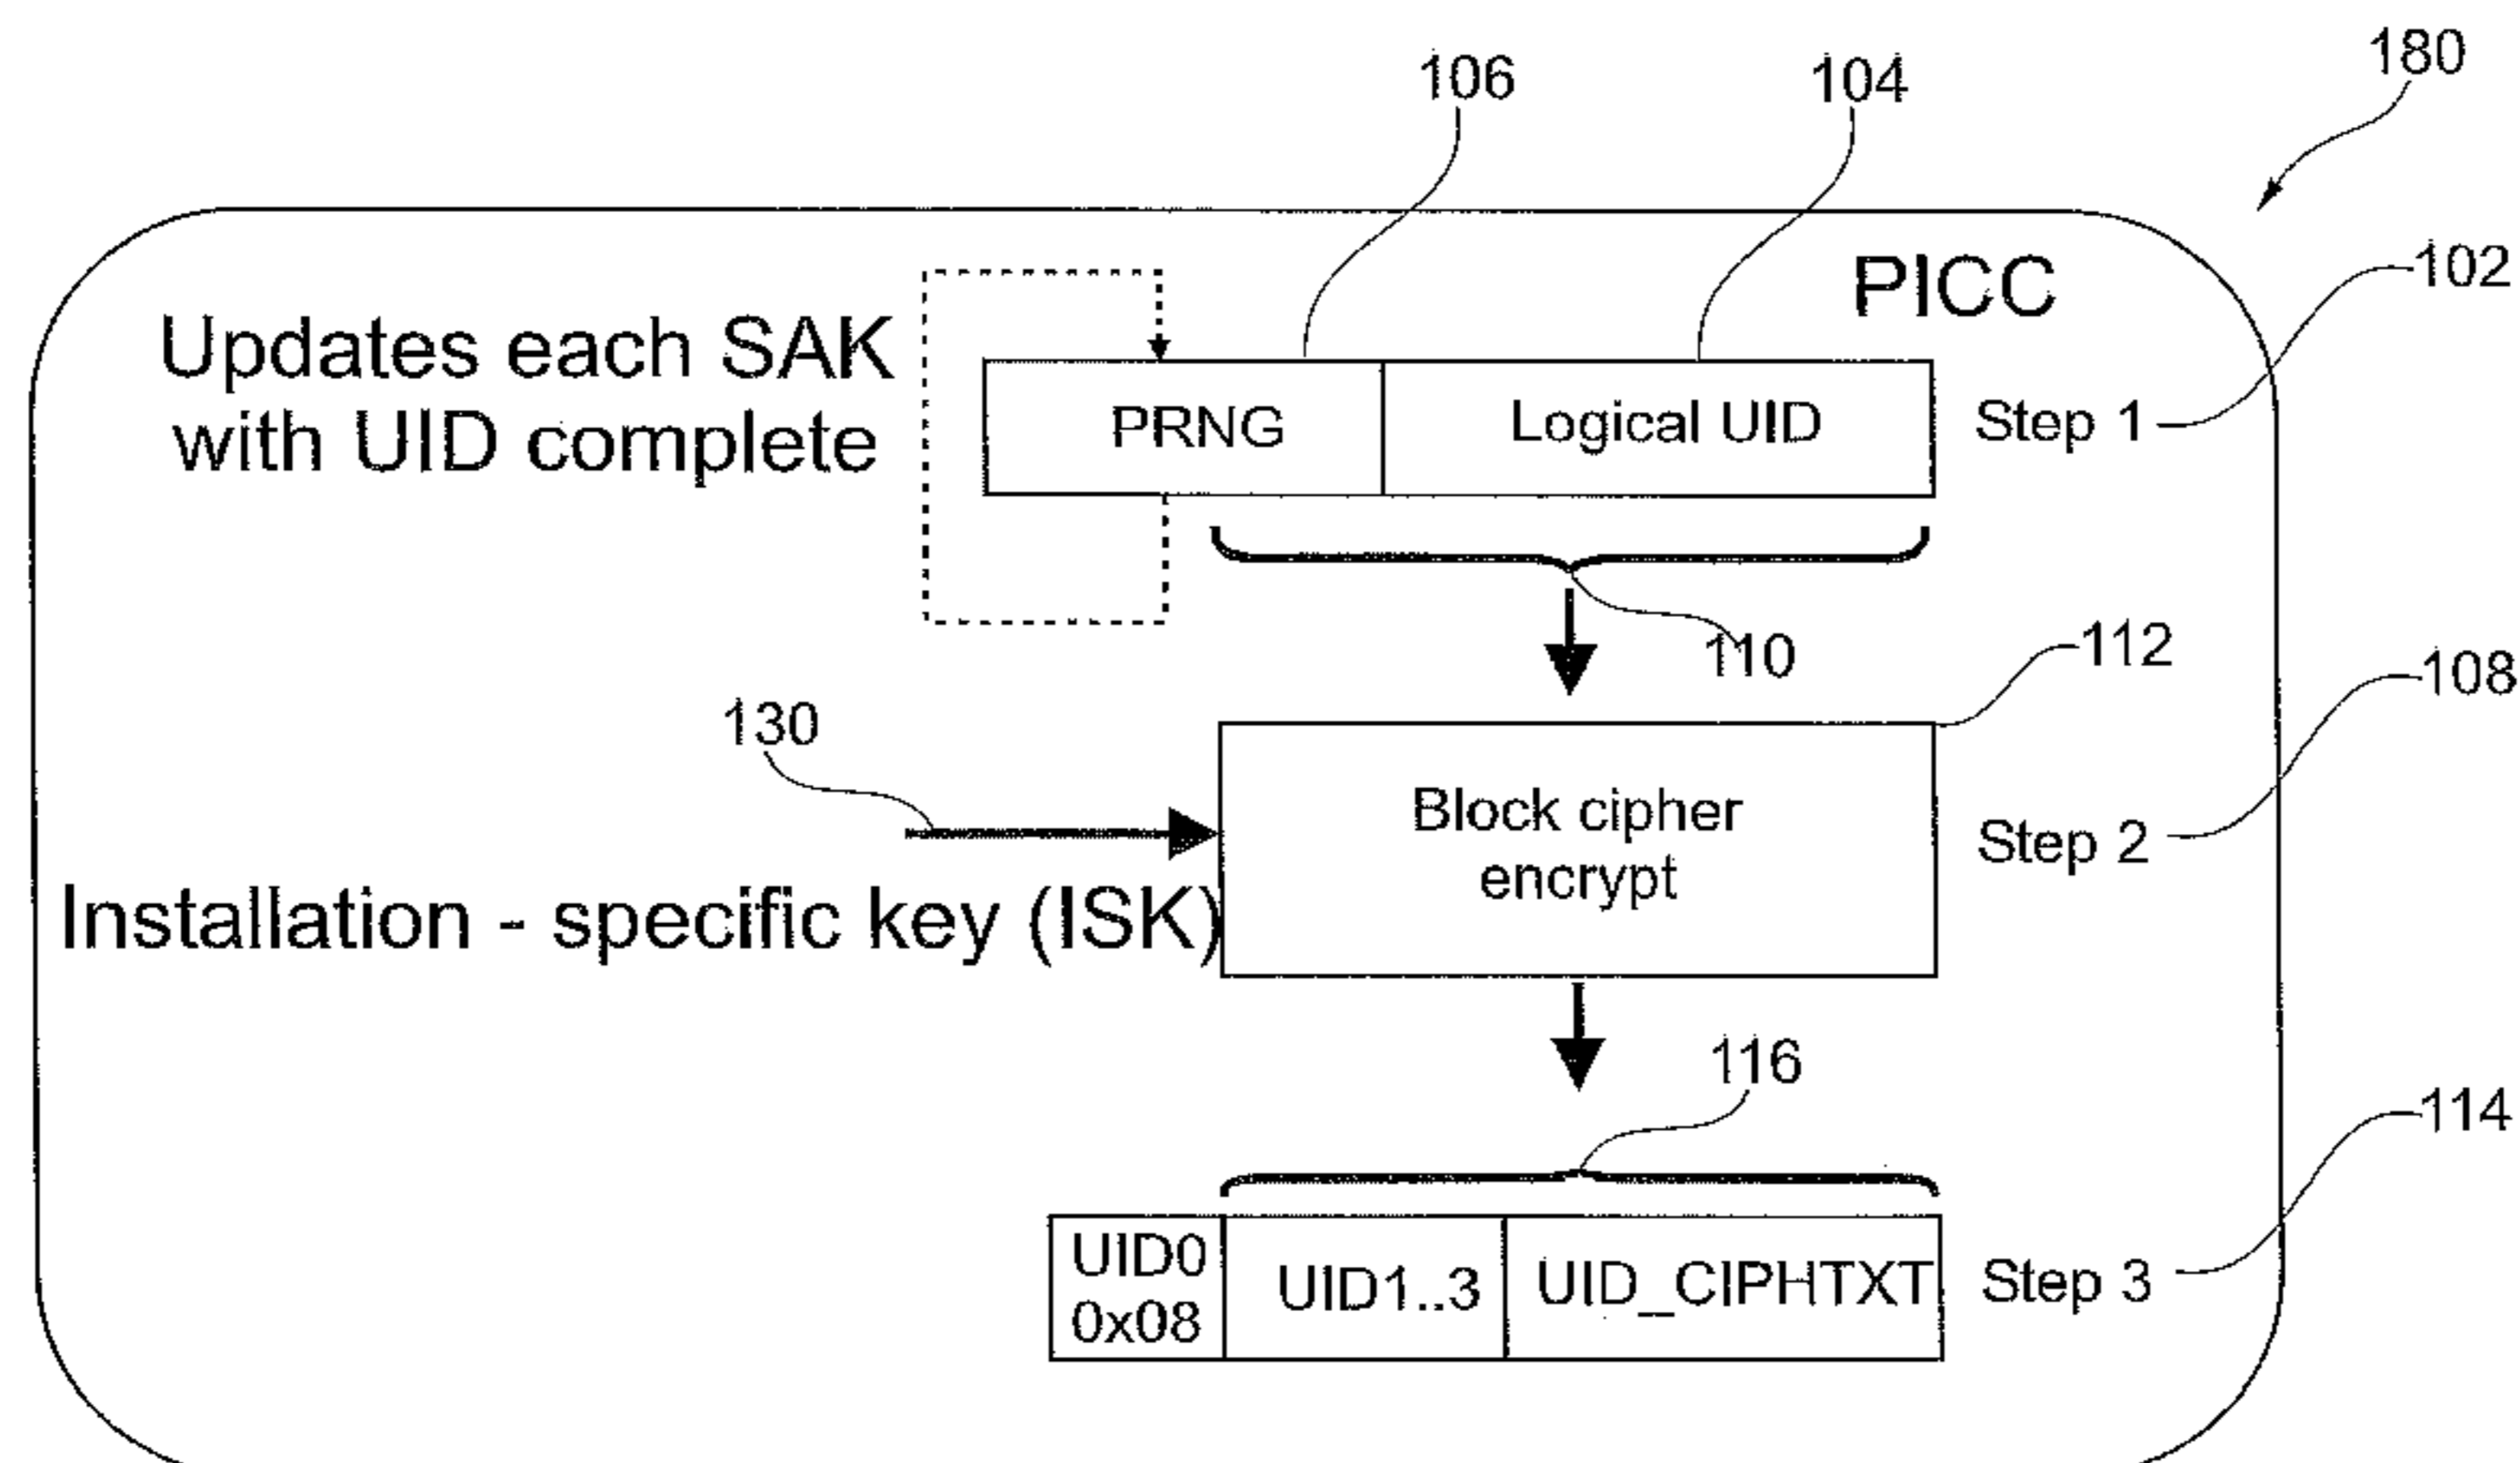 180
106
104
PICC
102
Updates each SAK
with UID complete
PRNG
Logical UID
Step 1
110
112
108
130
Block cipher
encrypt
Step 2
Installation - specific key (ISK)
116
114
UID0
0x08
UID1..3
UID_CIPHTXT
Step 3